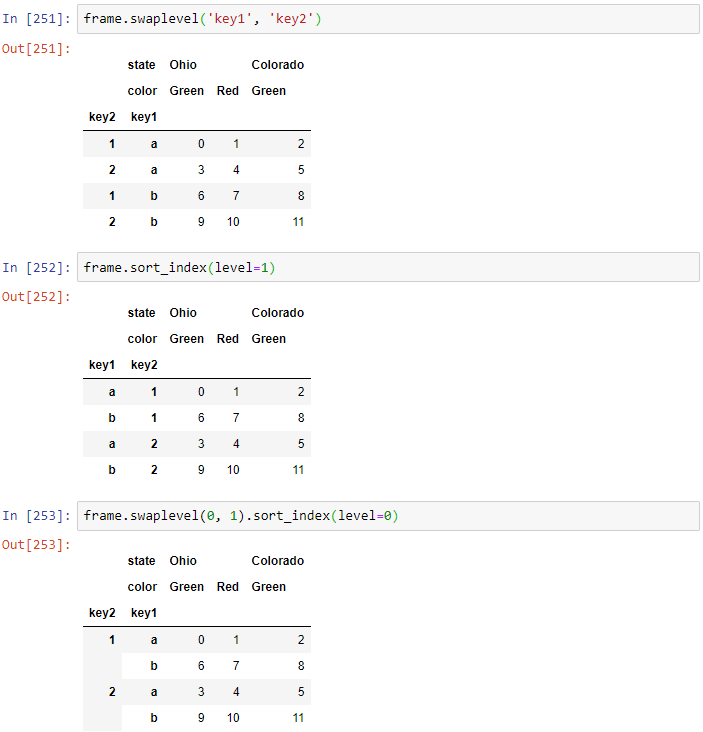 In [251]: frame.swaplevel('key1', 'key2')
Out[251]:
state Ohio Colorado
color Green Red Green
key2 key1
1 a 0 1 2
2 a 3 4 5
1 b 6 7 8
2 b 9 10 11
In [252]: frame.sort_index(level=1)
Out[252]:
state Ohio Colorado
color Green Red Green
key1 key2
a 1 0 1 2
b 1 6 7 8
a 2 3 4 5
b 2 9 10 11
In [253]: frame.swaplevel(0, 1).sort_index(level=0)
Out[253]:
state Ohio Colorado
color Green Red Green
key2 key1
1 a 0 1 2
b 6 7 8
2 a 3 4 5
b 9 10 11